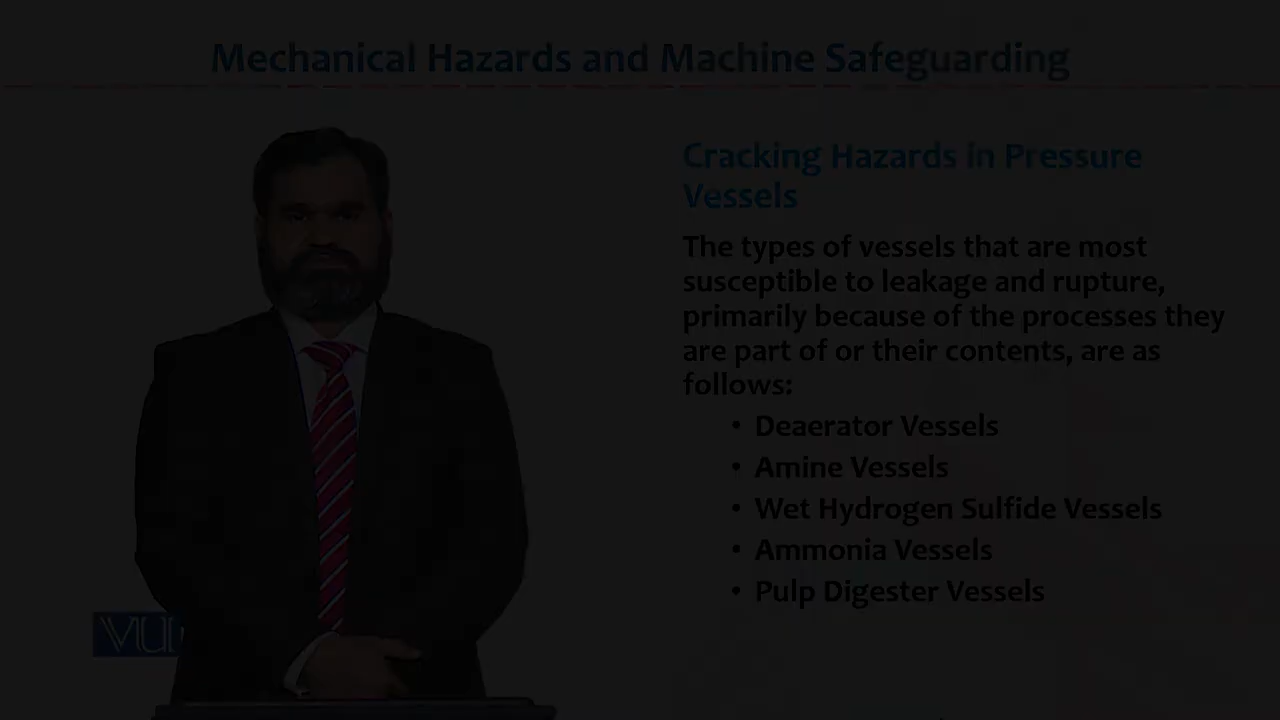 Mechanical Hazards and Machine Safeguarding
Cracking Hazards in Pressure
Vessels
The types of vessels that are most
susceptible to leakage and rupture,
primarily because of the processes they
are part of or their contents, are as
follows:
• Deaerator Vessels
• Amine Vessels
• Wet Hydrogen Sulfide Vessels
• Ammonia Vessels
• Pulp Digester Vessels
VU